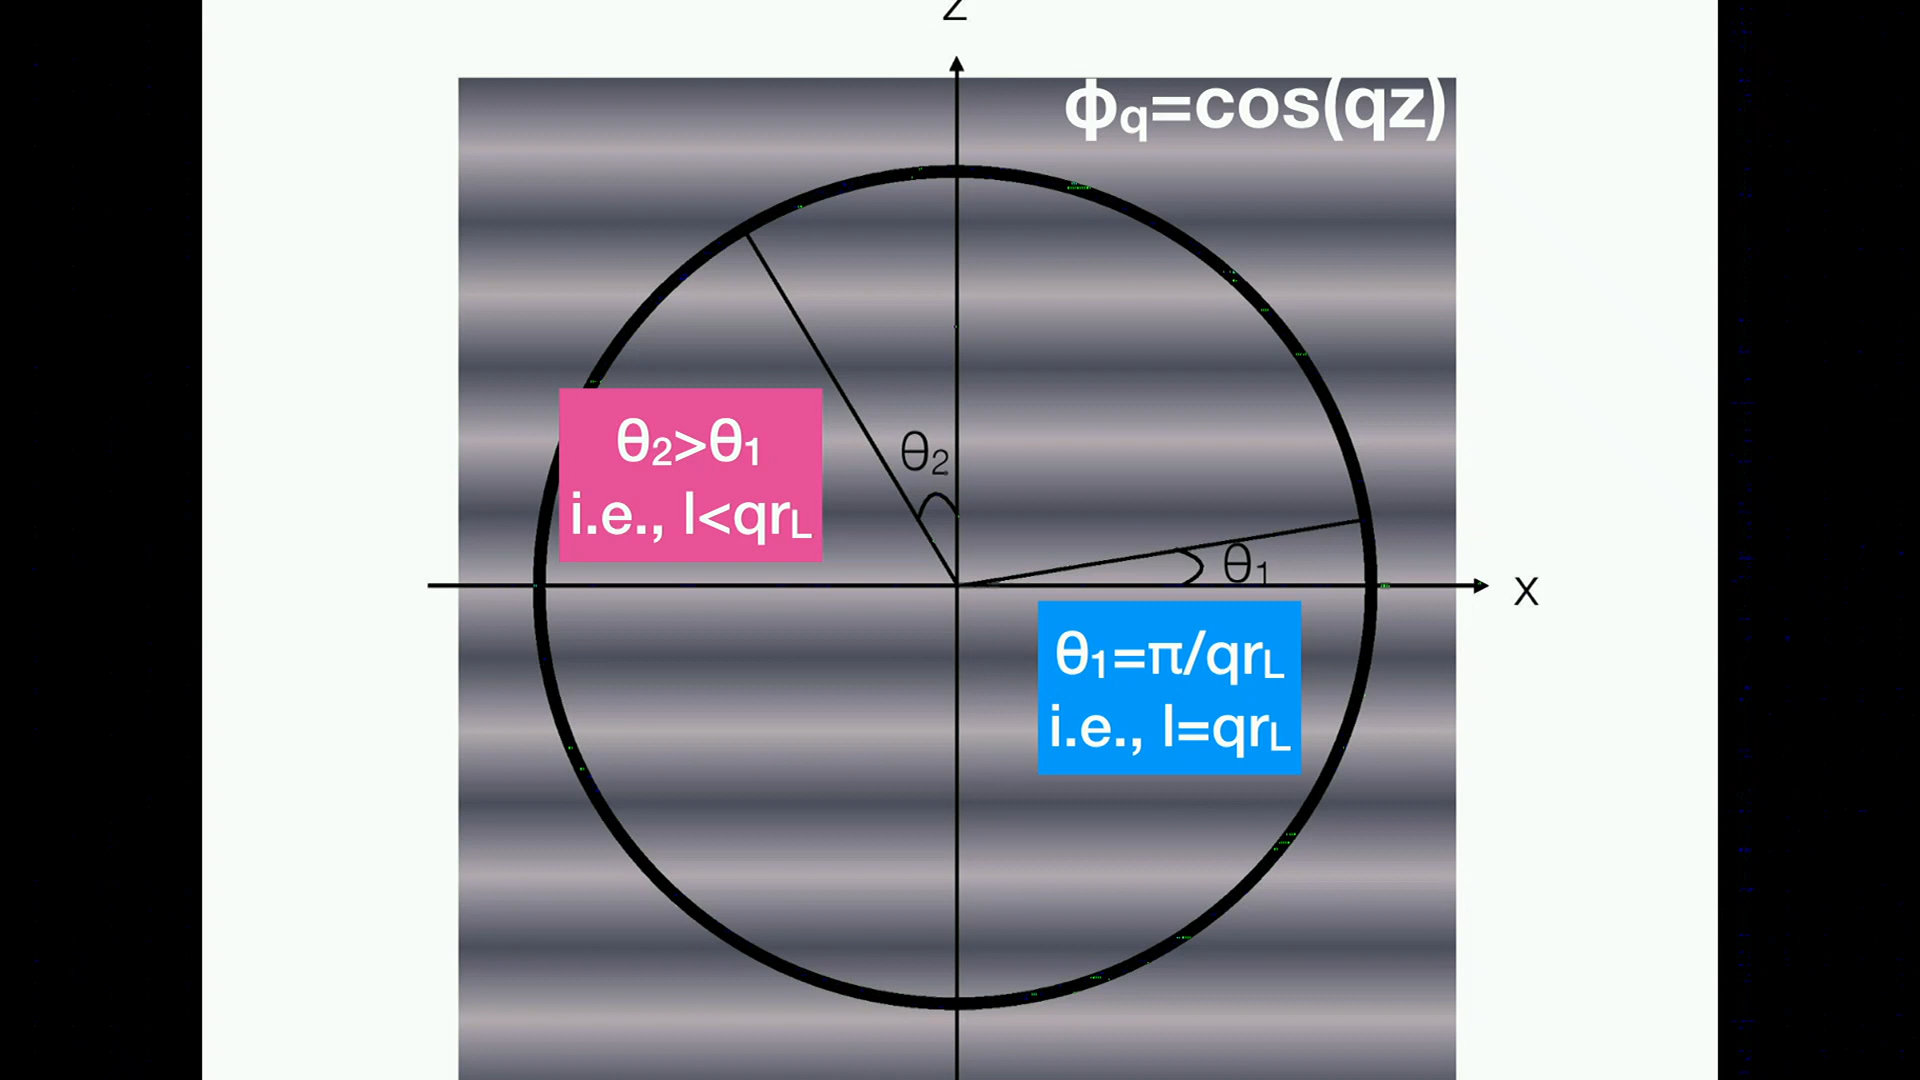 Z
ϕq=cos(qz)
θ2>θ1
i.e., l<qrL
θ2
θ1
X
θ1=π/qrL
i.e., l=qrL